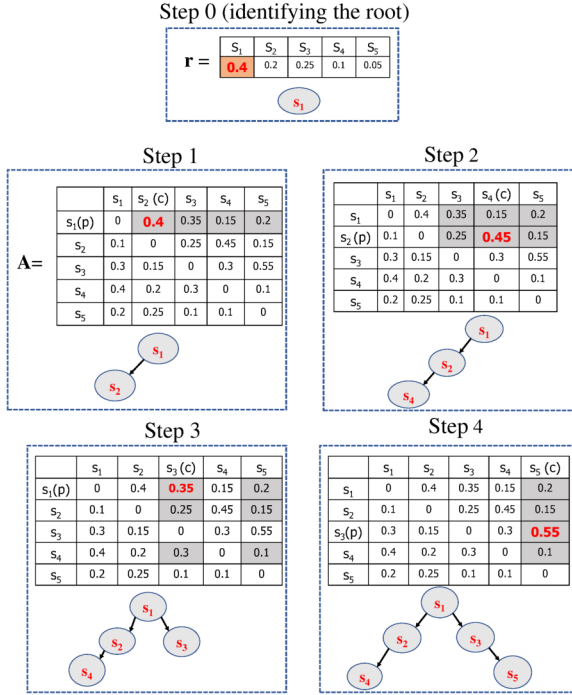 Step 0 (identifying the root)
r =
S1 S2 S3 S4 S5
0.4 0.2 0.25 0.1 0.05
s1
Step 1
A=
s1 s2 (c) s3 s4 s5
s1(p) 0 0.4 0.35 0.15 0.2
s2 0.1 0 0.25 0.45 0.15
s3 0.3 0.15 0 0.3 0.55
s4 0.4 0.2 0.3 0 0.1
s5 0.2 0.25 0.1 0.1 0
s1
s2
Step 2
s1 s2 s3 s4 (c) s5
s1 0 0.4 0.35 0.15 0.2
s2 (p) 0.1 0 0.25 0.45 0.15
s3 0.3 0.15 0 0.3 0.55
s4 0.4 0.2 0.3 0 0.1
s5 0.2 0.25 0.1 0.1 0
s1
s2
s4
Step 3
s1 s2 s3 (c) s4 s5
s1(p) 0 0.4 0.35 0.15 0.2
s2 0.1 0 0.25 0.45 0.15
s3 0.3 0.15 0 0.3 0.55
s4 0.4 0.2 0.3 0 0.1
s5 0.2 0.25 0.1 0.1 0
s1
s2 s3
s4
Step 4
s1 s2 s3 s4 s5 (c)
s1 0 0.4 0.35 0.15 0.2
s2 0.1 0 0.25 0.45 0.15
s3(p) 0.3 0.15 0 0.3 0.55
s4 0.4 0.2 0.3 0 0.1
s5 0.2 0.25 0.1 0.1 0
s1
s2 s3
s4 s5